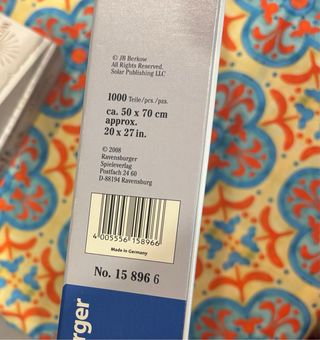 © JB Berkow
All Rights Reserved.
Solar Publishing LLC
1000 Teile/pcs./pzs.
ca. 50 x 70 cm
approx.
20 x 27 in.
© 2008
Ravensburger
Spieleverlag
Postfach 24 60
D-88194 Ravensburg
4 005556 158966
Made in Germany
No. 15 896 6
rger